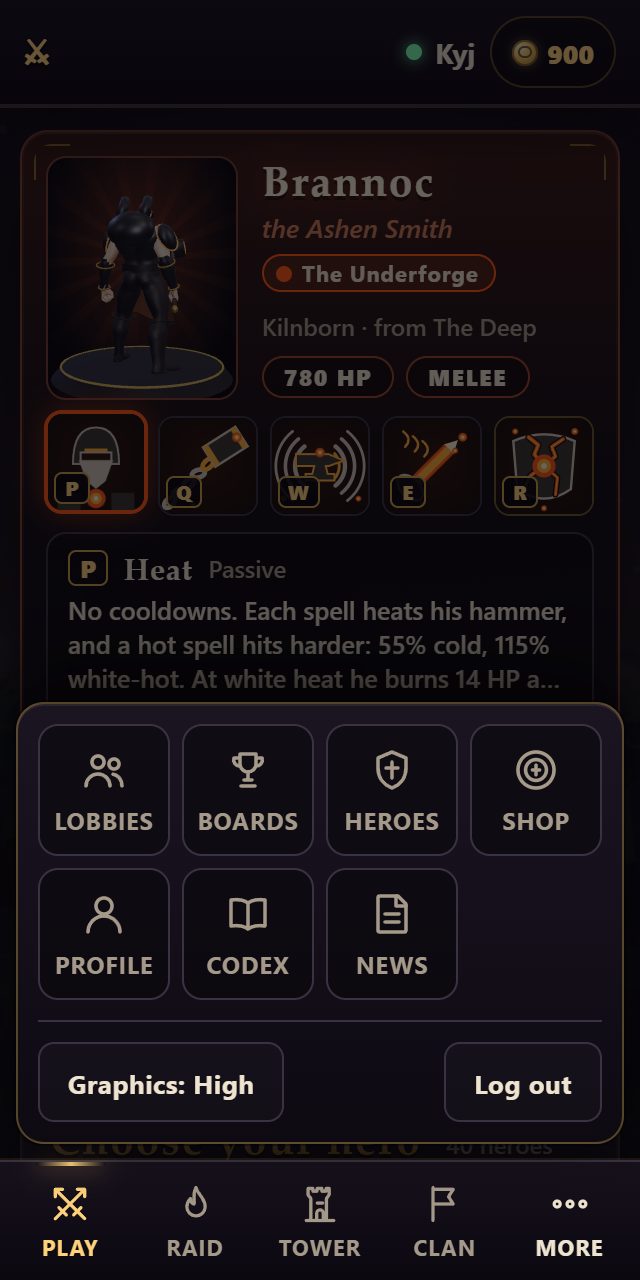 Kyj
900
Brannoc
the Ashen Smith
The Underforge
Kilnborn · from The Deep
780 HP
MELEE
P
Q
W
E
R
P Heat Passive
No cooldowns. Each spell heats his hammer,
and a hot spell hits harder: 55% cold, 115%
white-hot. At white heat he burns 14 HP a...
LOBBIES
BOARDS
HEROES
SHOP
PROFILE
CODEX
NEWS
Graphics: High
Log out
Choose your hero 40 heroes
PLAY
RAID
TOWER
CLAN
MORE